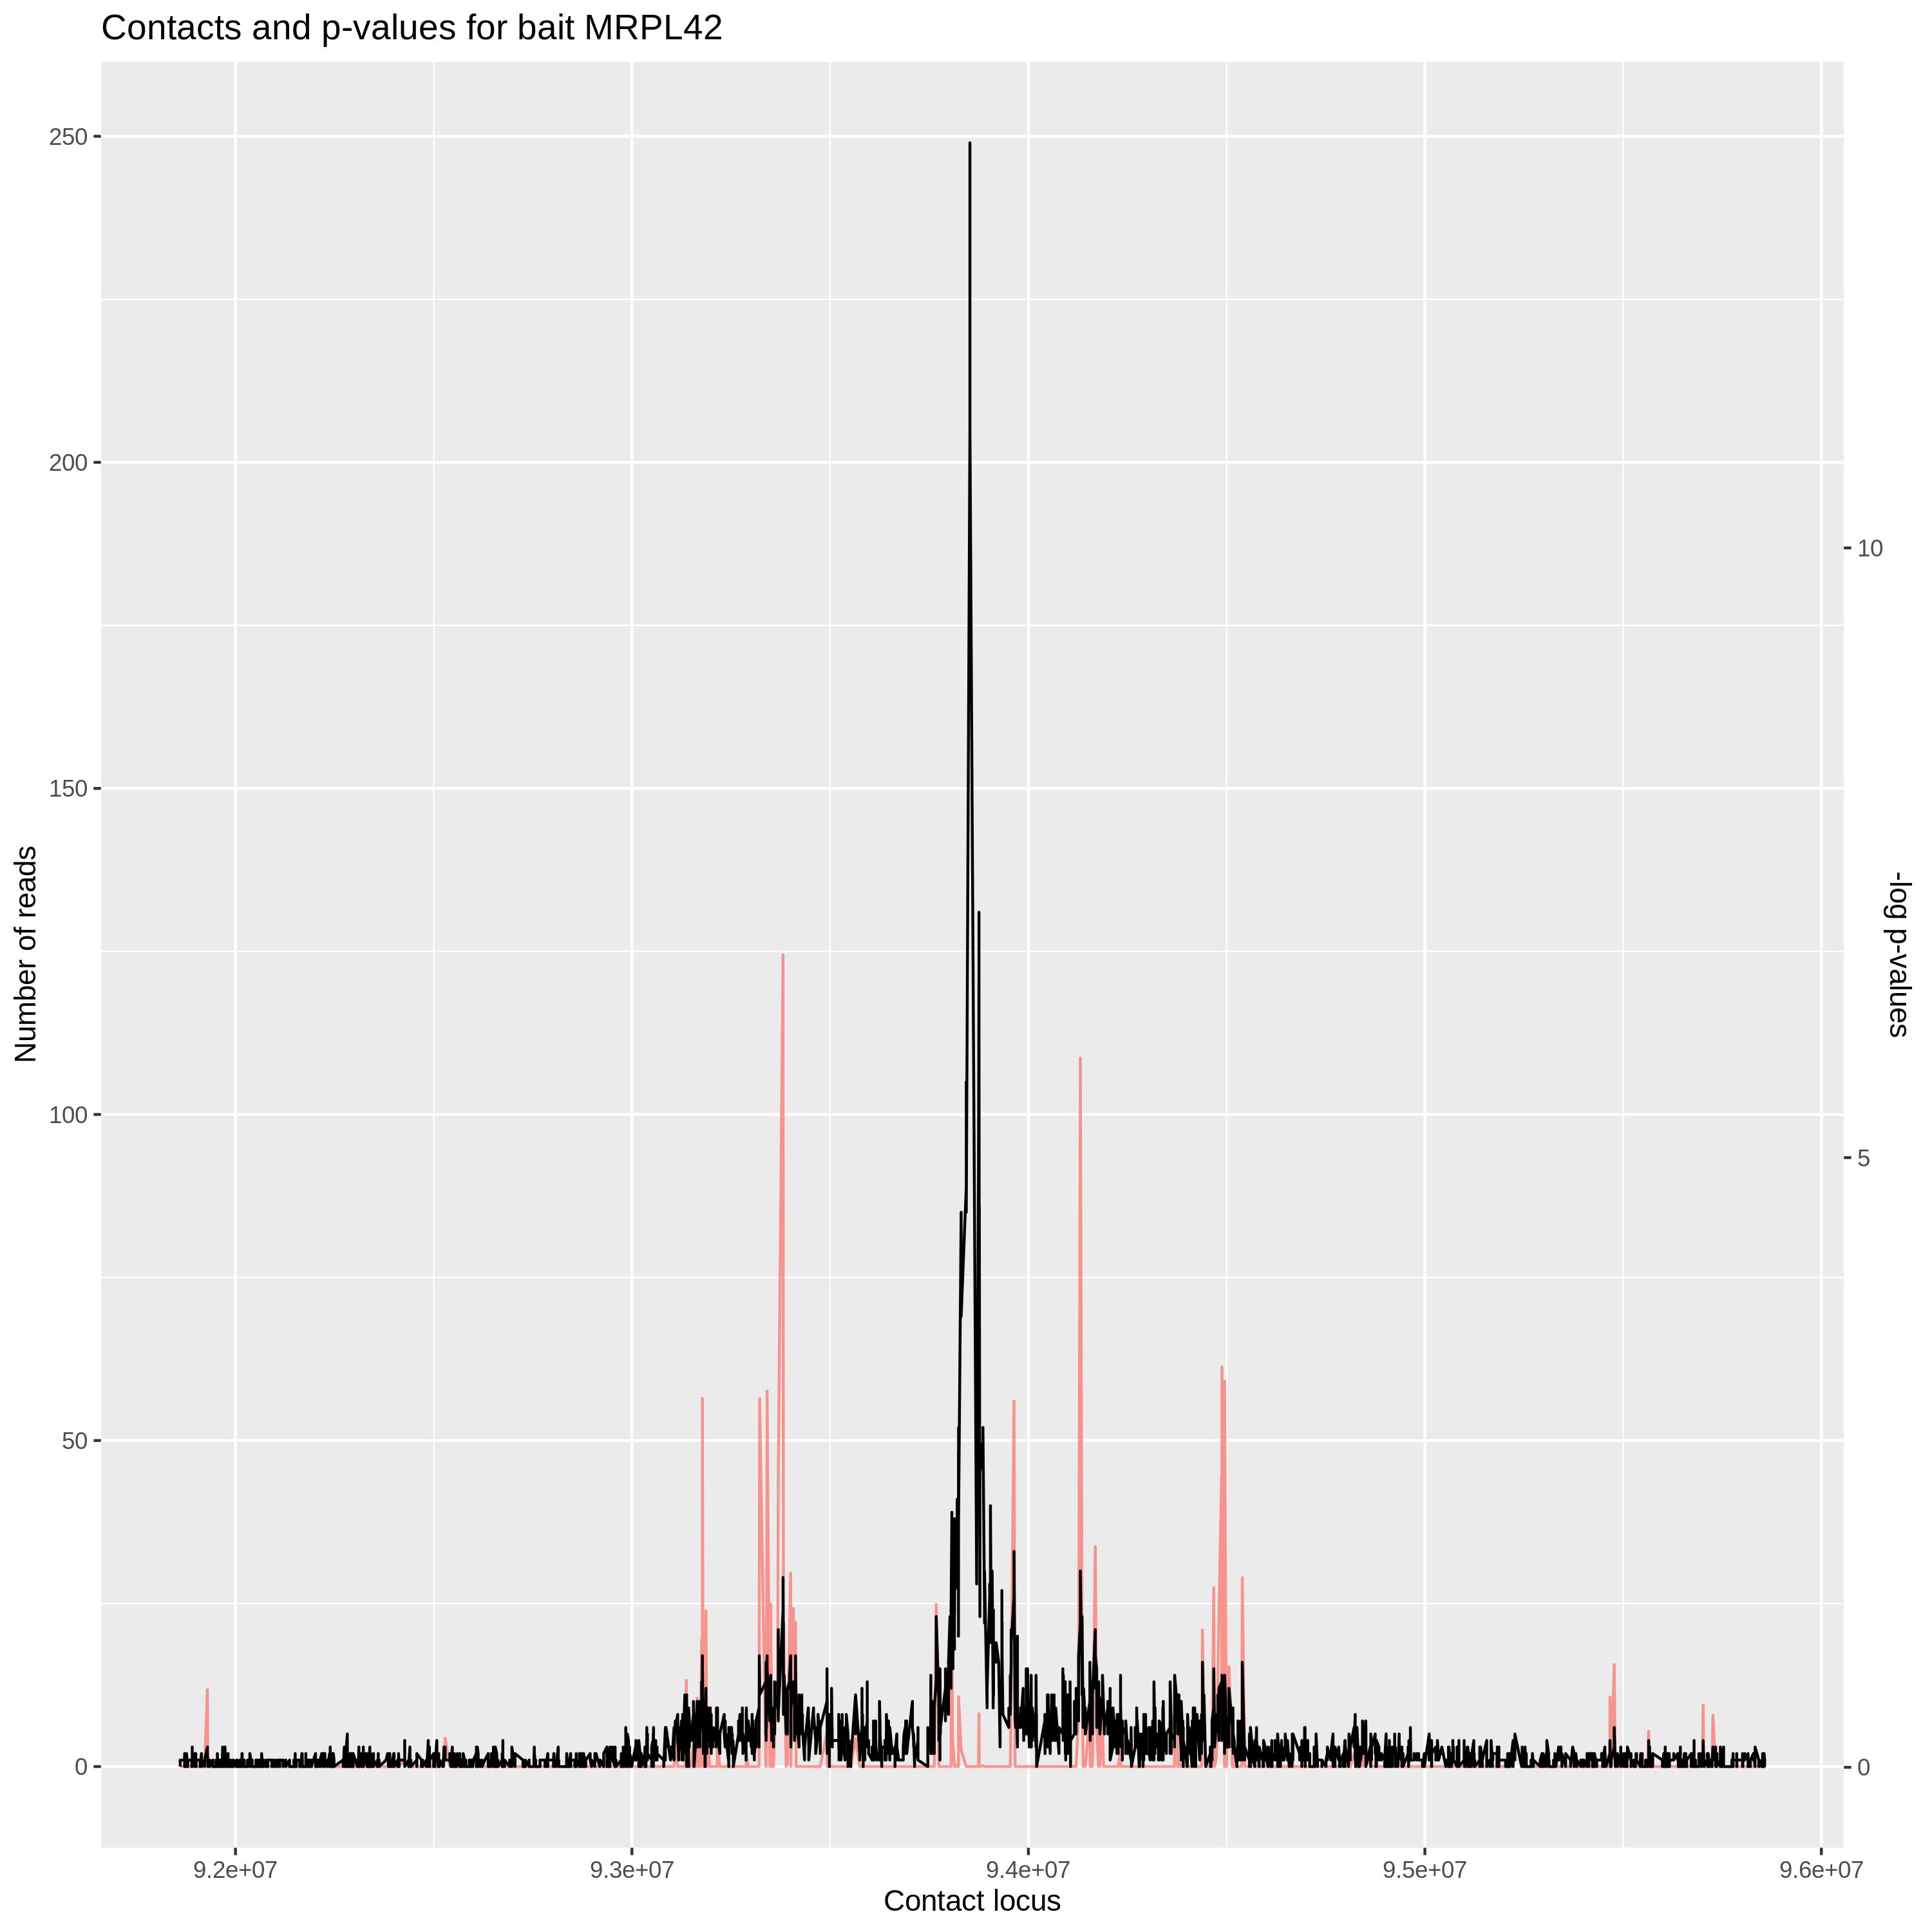 Contacts and p-values for bait MRPL42
250
200
150
100
50
0
Number of reads
10
5
0
-log p-values
9.2e+07
9.3e+07
9.4e+07
9.5e+07
9.6e+07
Contact locus